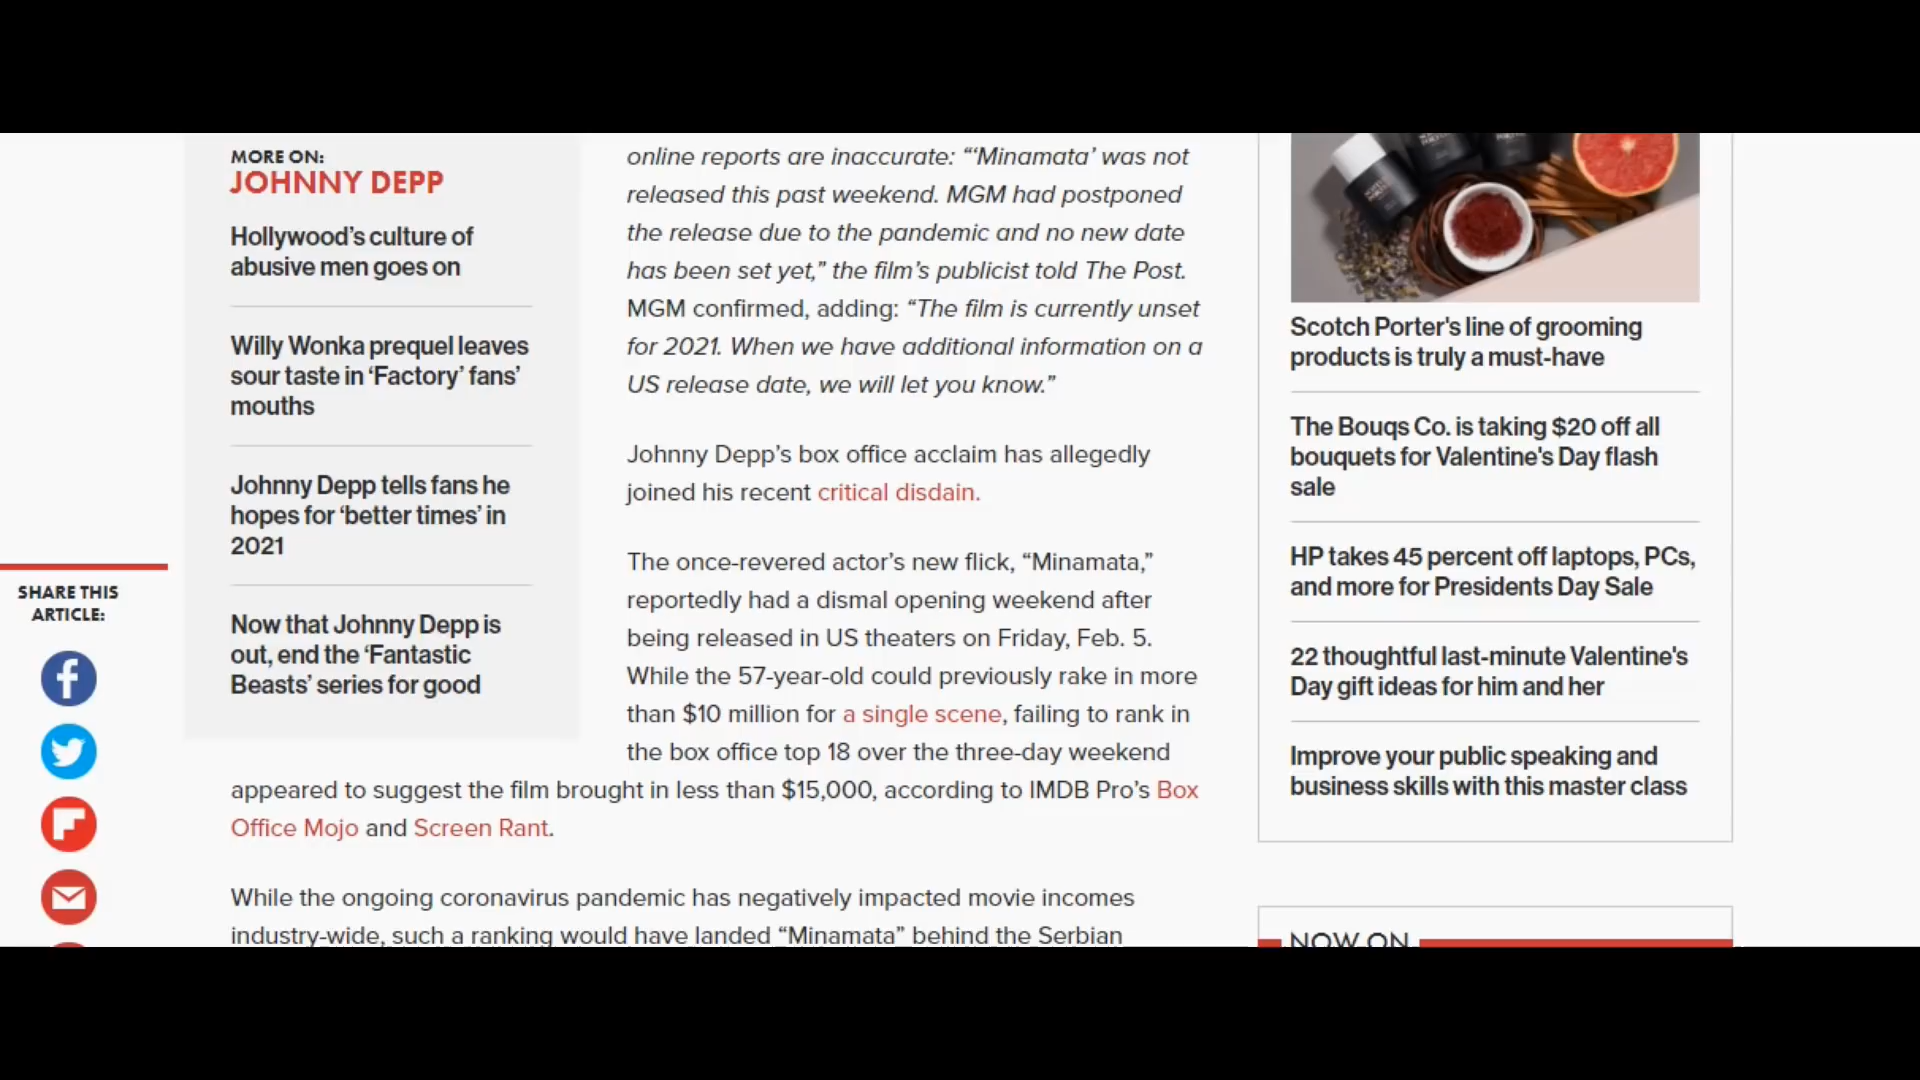 SHARE THIS
ARTICLE:
MORE ON:
JOHNNY DEPP
Hollywood’s culture of
abusive men goes on
Willy Wonka prequel leaves
sour taste in ‘Factory’ fans’
mouths
Johnny Depp tells fans he
hopes for ‘better times’ in
2021
Now that Johnny Depp is
out, end the ‘Fantastic
Beasts’ series for good
online reports are inaccurate: “‘Minamata’ was not
released this past weekend. MGM had postponed
the release due to the pandemic and no new date
has been set yet,” the film’s publicist told The Post.
MGM confirmed, adding: “The film is currently unset
for 2021. When we have additional information on a
US release date, we will let you know.”
Johnny Depp’s box office acclaim has allegedly
joined his recent critical disdain.
The once-revered actor’s new flick, “Minamata,”
reportedly had a dismal opening weekend after
being released in US theaters on Friday, Feb. 5.
While the 57-year-old could previously rake in more
than $10 million for a single scene, failing to rank in
the box office top 18 over the three-day weekend
appeared to suggest the film brought in less than $15,000, according to IMDB Pro’s Box
Office Mojo and Screen Rant.
While the ongoing coronavirus pandemic has negatively impacted movie incomes
industry-wide, such a ranking would have landed “Minamata” behind the Serbian
Scotch Porter's line of grooming
products is truly a must-have
The Bouqs Co. is taking $20 off all
bouquets for Valentine's Day flash
sale
HP takes 45 percent off laptops, PCs,
and more for Presidents Day Sale
22 thoughtful last-minute Valentine's
Day gift ideas for him and her
Improve your public speaking and
business skills with this master class
NOW ON